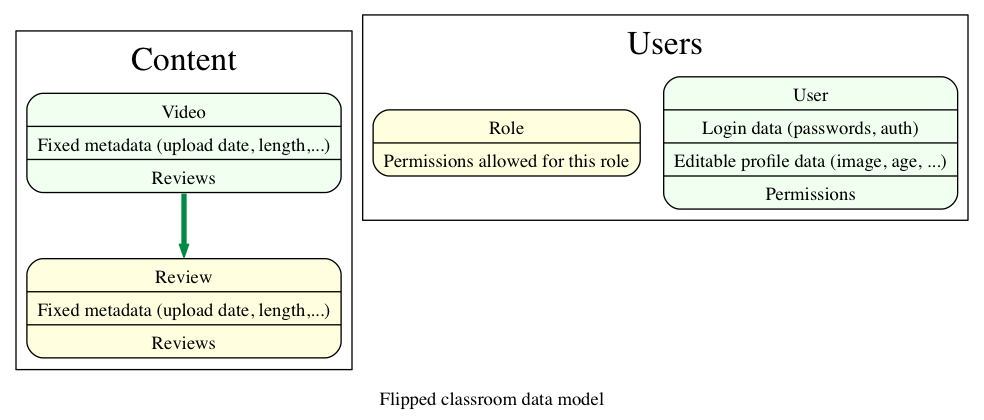 Content
Video
Fixed metadata (upload date, length,...)
Reviews
Review
Fixed metadata (upload date, length,...)
Reviews
Users
Role
Permissions allowed for this role
User
Login data (passwords, auth)
Editable profile data (image, age, ...)
Permissions
Flipped classroom data model